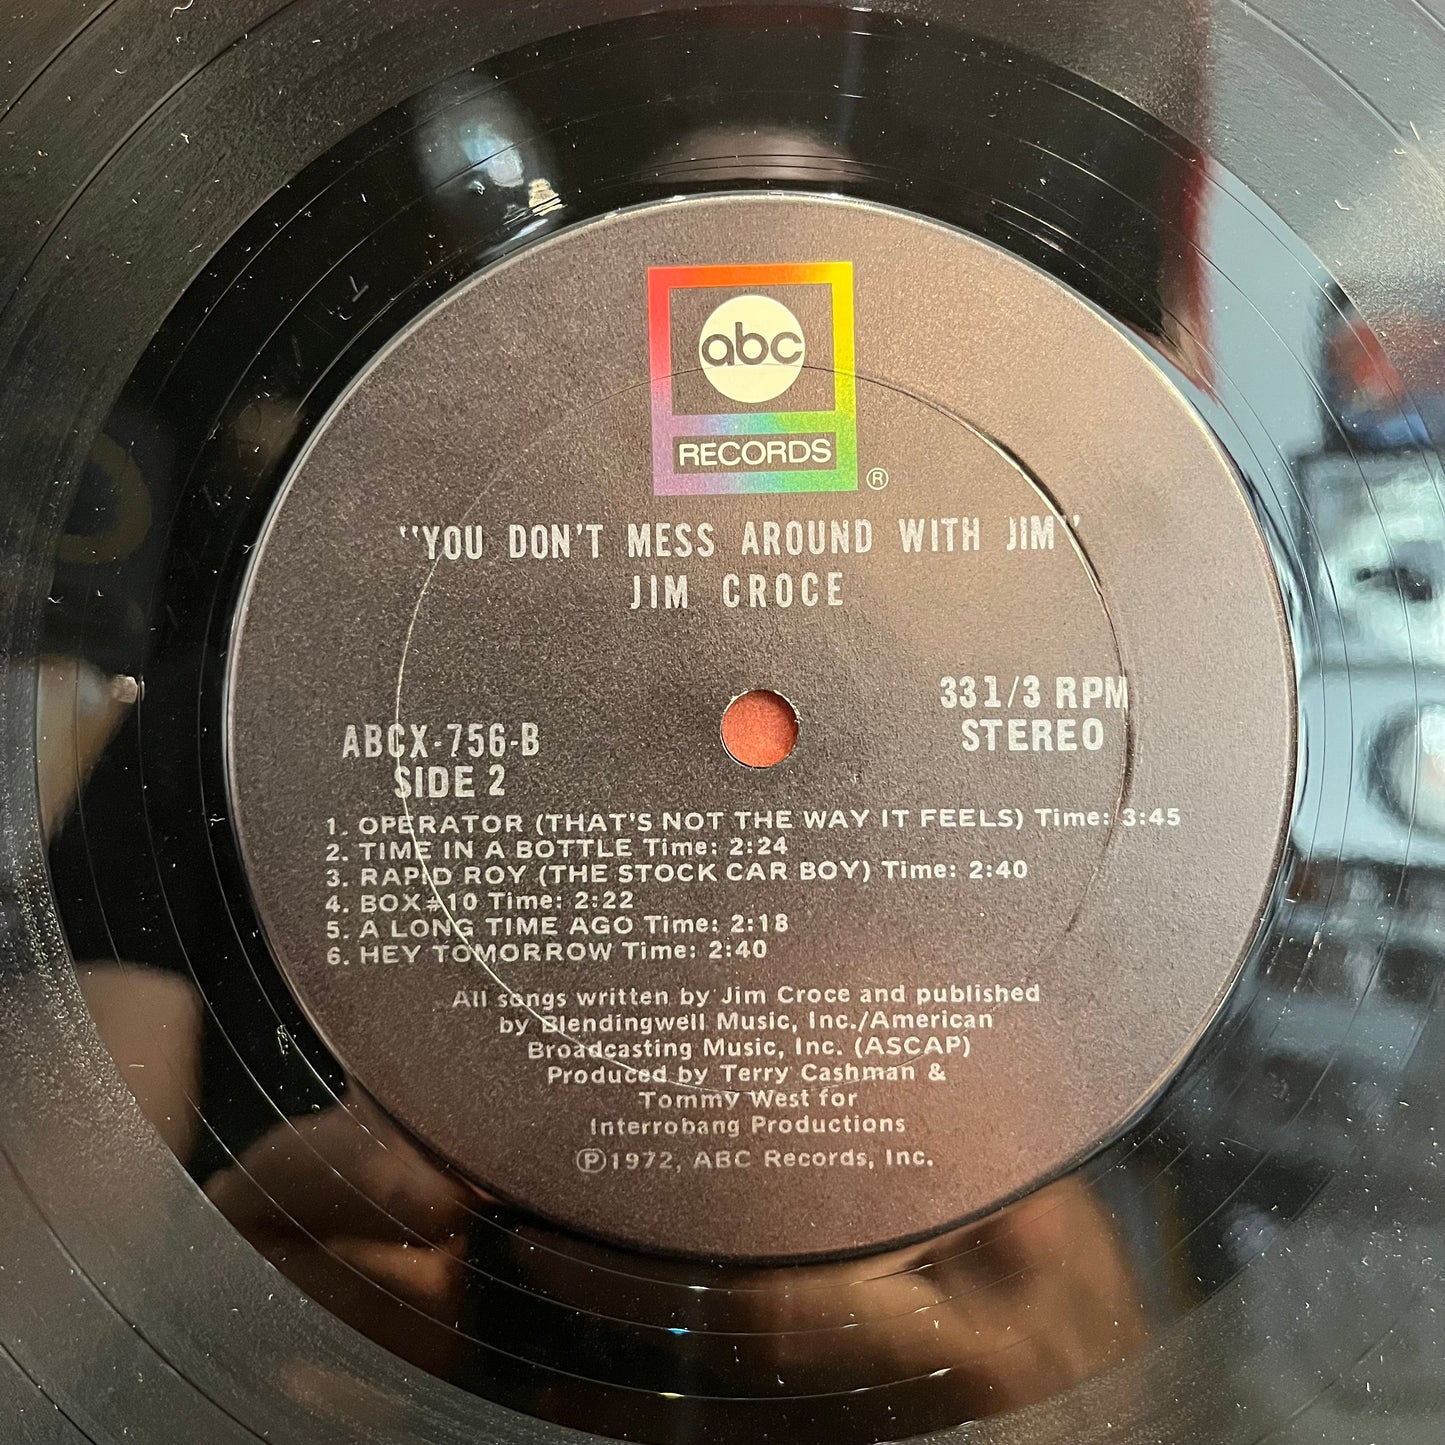 abc
RECORDS
®
"YOU DON'T MESS AROUND WITH JIM"
JIM CROCE
33 1/3 RPM
STEREO
ABCX-756-B
SIDE 2
1. OPERATOR (THAT'S NOT THE WAY IT FEELS) Time: 3:45
2. TIME IN A BOTTLE Time: 2:24
3. RAPID ROY (THE STOCK CAR BOY) Time: 2:40
4. BOX#10 Time: 2:22
5. A LONG TIME AGO Time: 2:18
6. HEY TOMORROW Time: 2:40
All songs written by Jim Croce and published
by Blendingwell Music, Inc./American
Broadcasting Music, Inc. (ASCAP)
Produced by Terry Cashman &
Tommy West for
Interrobang Productions
℗1972, ABC Records, Inc.